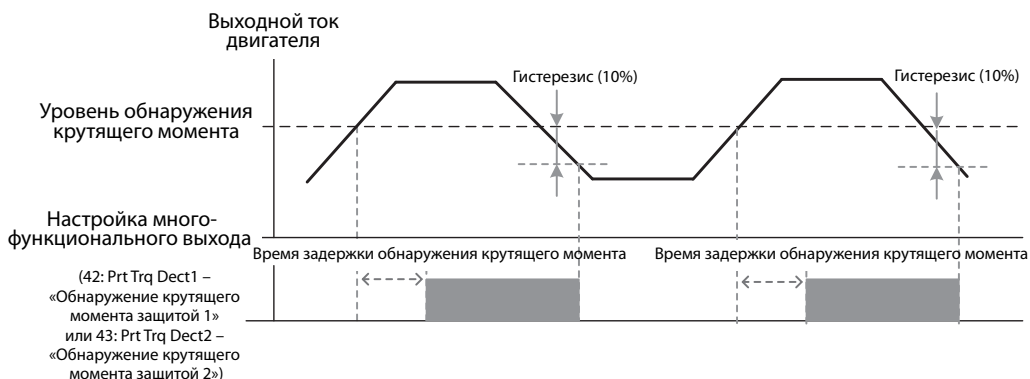 Выходной ток
двигателя
Гистерезис (10%)
Гистерезис (10%)
Уровень обнаружения
крутящего момента
Настройка много-
функционального выхода
Время задержки обнаружения крутящего момента
Время задержки обнаружения крутящего момента
(42: Prt Trq Dect1 –
«Обнаружение крутящего
момента защитой 1»
или 43: Prt Trq Dect2 –
«Обнаружение крутящего
момента защитой 2»)